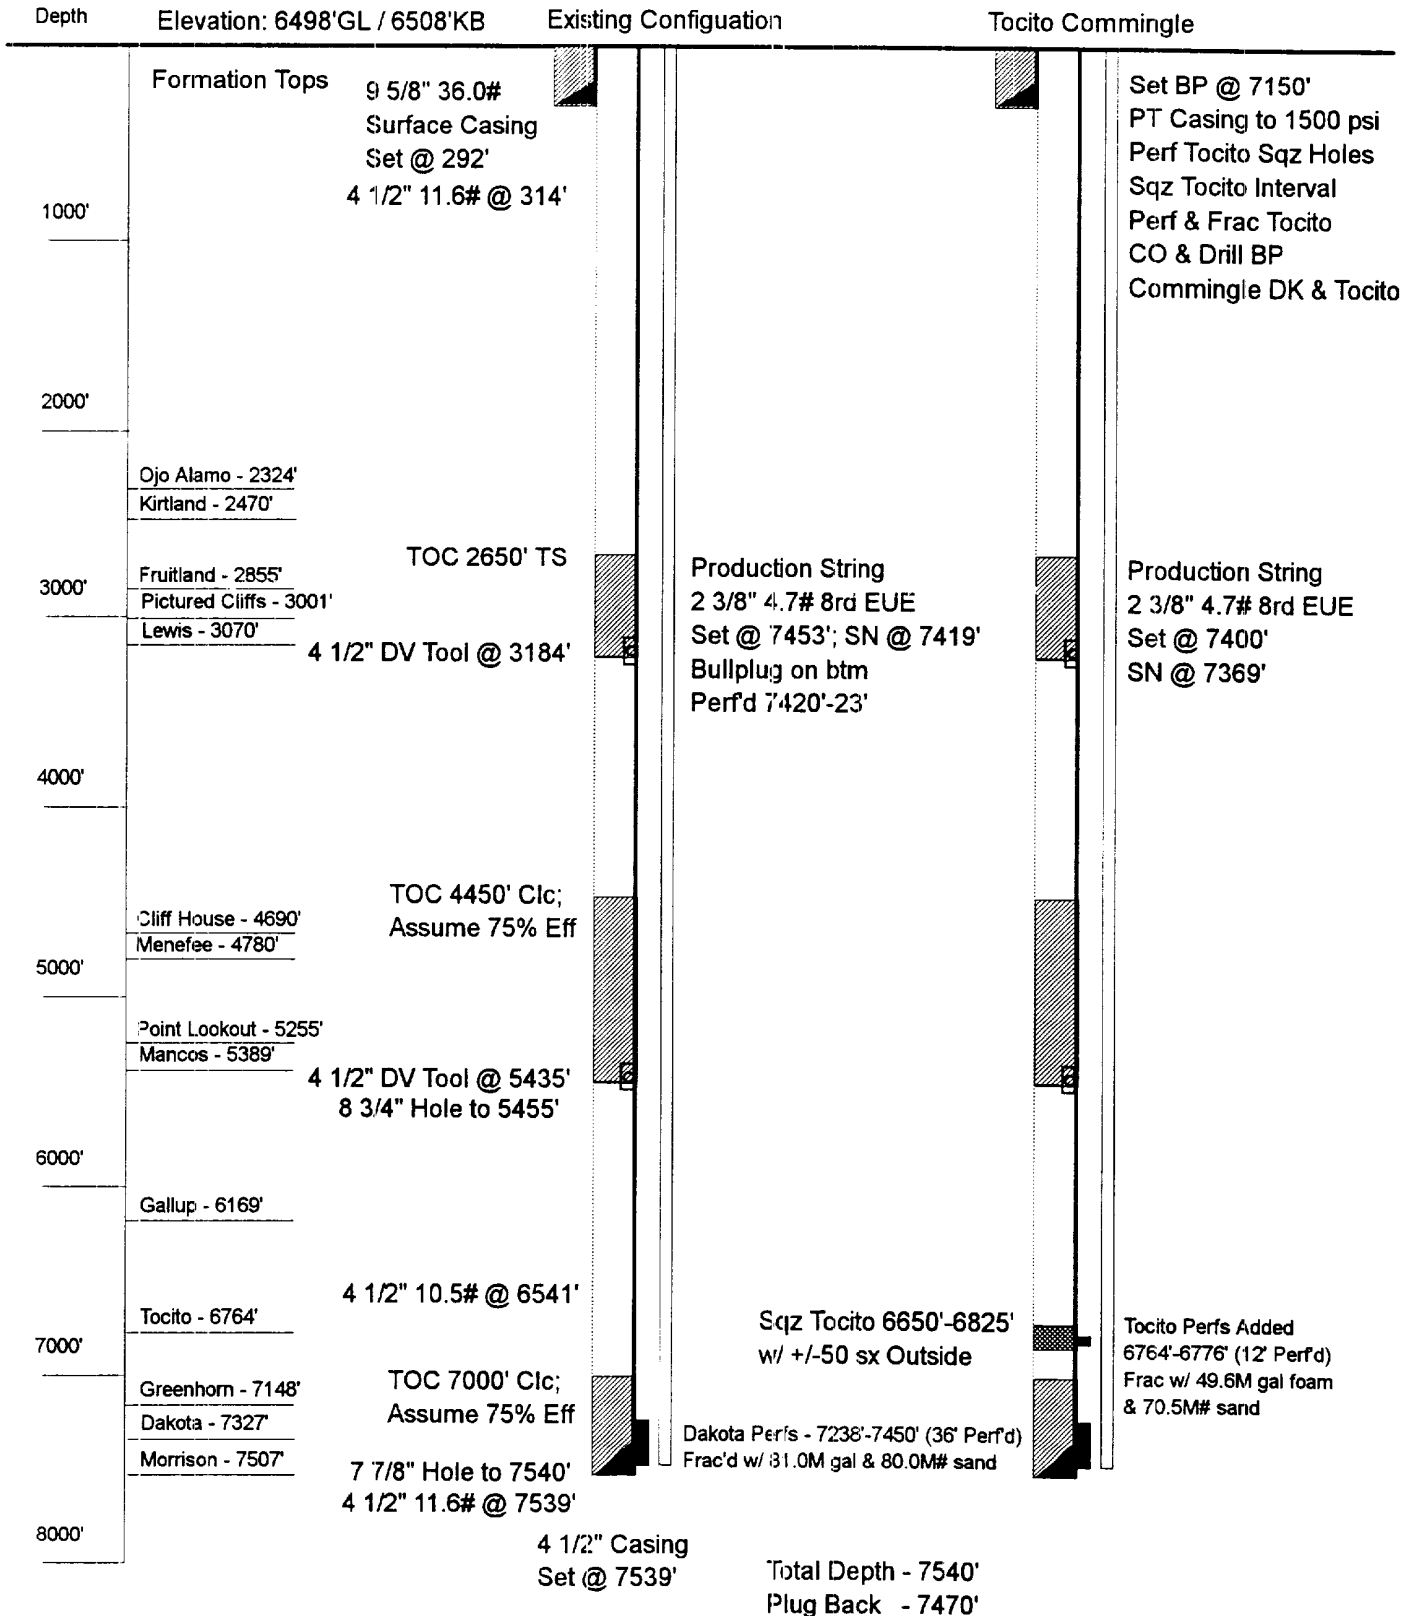 Depth
Elevation: 6498'GL / 6508'KB
Existing Configuation
Tocito Commingle
Formation Tops
9 5/8" 36.0#
Surface Casing
Set @ 292'
4 1/2" 11.6# @ 314'
Set BP @ 7150'
PT Casing to 1500 psi
Perf Tocito Sqz Holes
Sqz Tocito Interval
Perf & Frac Tocito
CO & Drill BP
Commingle DK & Tocito
1000'
2000'
Ojo Alamo - 2324'
Kirtland - 2470'
TOC 2650' TS
3000'
Fruitland - 2855'
Pictured Cliffs - 3001'
Lewis - 3070'
4 1/2" DV Tool @ 3184'
Production String
2 3/8" 4.7# 8rd EUE
Set @ 7453'; SN @ 7419'
Bullplug on btm
Perf'd 7420'-23'
Production String
2 3/8" 4.7# 8rd EUE
Set @ 7400'
SN @ 7369'
4000'
TOC 4450' Clc;
Assume 75% Eff
Cliff House - 4690'
Menefee - 4780'
5000'
Point Lookout - 5255'
Mancos - 5389'
4 1/2" DV Tool @ 5435'
8 3/4" Hole to 5455'
6000'
Gallup - 6169'
4 1/2" 10.5# @ 6541'
Tocito - 6764'
Sqz Tocito 6650'-6825'
w/ +/-50 sx Outside
Tocito Perfs Added
6764'-6776' (12' Perf'd)
Frac w/ 49.6M gal foam
& 70.5M# sand
7000'
TOC 7000' Clc;
Assume 75% Eff
Greenhorn - 7148'
Dakota - 7327'
Morrison - 7507'
Dakota Perfs - 7238'-7450' (36' Perf'd)
Frac'd w/ 81.0M gal & 80.0M# sand
7 7/8" Hole to 7540'
4 1/2" 11.6# @ 7539'
8000'
4 1/2" Casing
Set @ 7539'
Total Depth - 7540'
Plug Back - 7470'